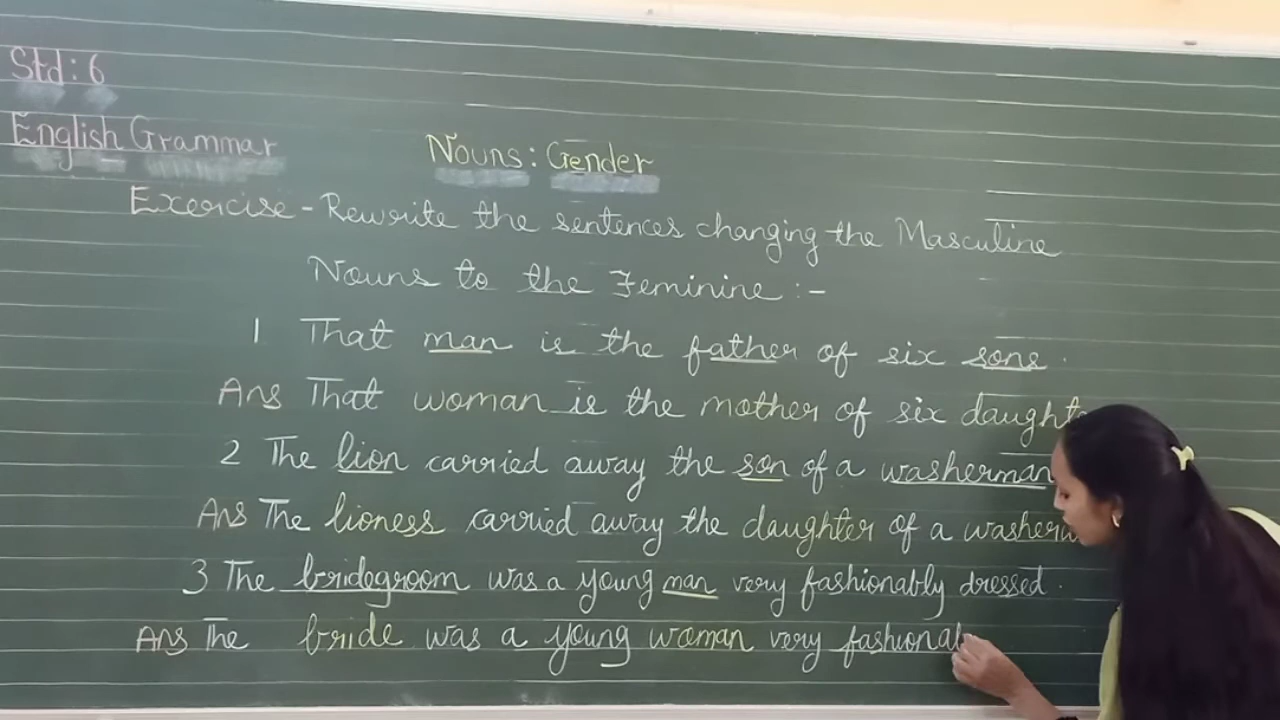 Std: 6
English Grammar
Nouns: Gender
Exercise - Rewrite the sentences changing the Masculine
Nouns to the Feminine :-
1 That man is the father of six sons.
Ans That woman is the mother of six daught
2 The lion carried away the son of a washerman
Ans The lioness carried away the daughter of a washer
3 The bridegroom was a young man very fashionably dressed.
Ans The bride was a young woman very fashionab